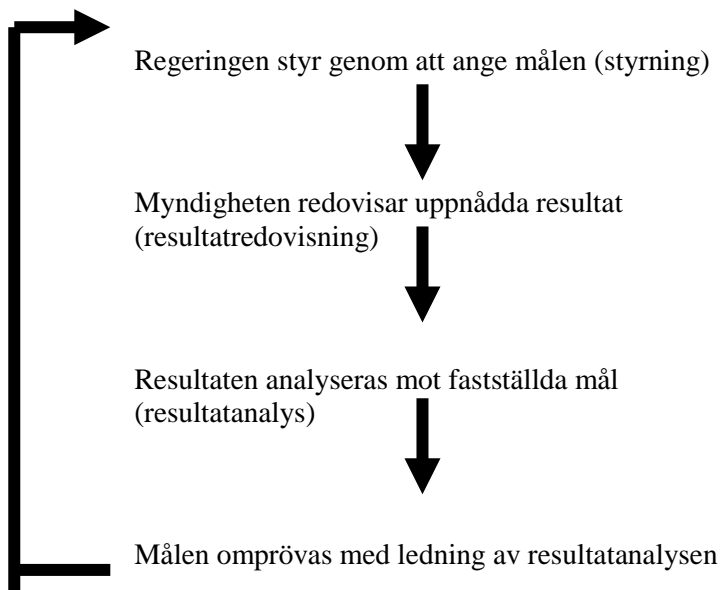 Regeringen styr genom att ange målen (styrning)
Myndigheten redovisar uppnådda resultat
(resultatredovisning)
Resultaten analyseras mot fastställda mål
(resultatanalys)
Målen omprövas med ledning av resultatanalysen